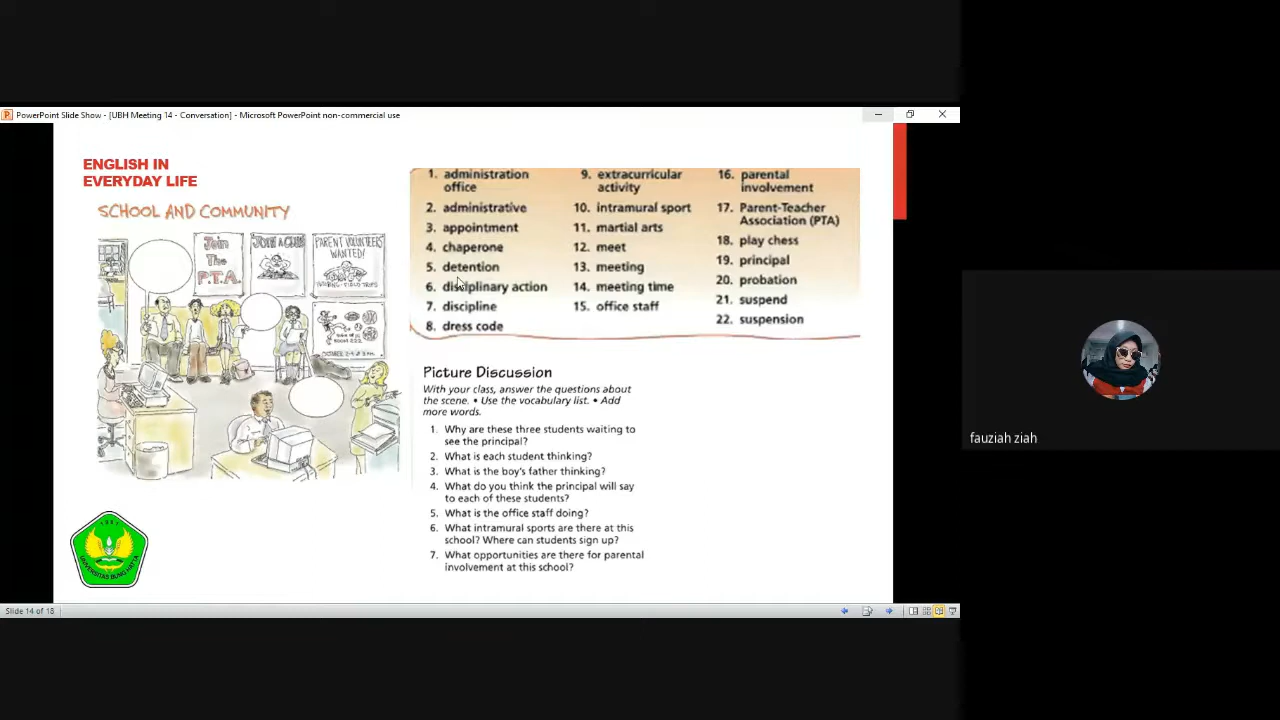 PowerPoint Slide Show - [UBH Meeting 14 - Conversation] - Microsoft PowerPoint non-commercial use
ENGLISH IN
EVERYDAY LIFE
SCHOOL AND COMMUNITY
Join
The
P.T.A.
JOIN A CLUB
PARENT VOLUNTEERS
WANTED!
FIELD TRIPS
ROOM 222
1. administration
office
2. administrative
3. appointment
4. chaperone
5. detention
6. disciplinary action
7. discipline
8. dress code
9. extracurricular
activity
10. intramural sport
11. martial arts
12. meet
13. meeting
14. meeting time
15. office staff
16. parental
involvement
17. Parent-Teacher
Association (PTA)
18. play chess
19. principal
20. probation
21. suspend
22. suspension
Picture Discussion
With your class, answer the questions about
the scene. • Use the vocabulary list. • Add
more words.
1. Why are these three students waiting to
see the principal?
2. What is each student thinking?
3. What is the boy's father thinking?
4. What do you think the principal will say
to each of these students?
5. What is the office staff doing?
6. What intramural sports are there at this
school? Where can students sign up?
7. What opportunities are there for parental
involvement at this school?
1981
UNIVERSITAS BUNG HATTA
Slide 14 of 18
fauziah ziah